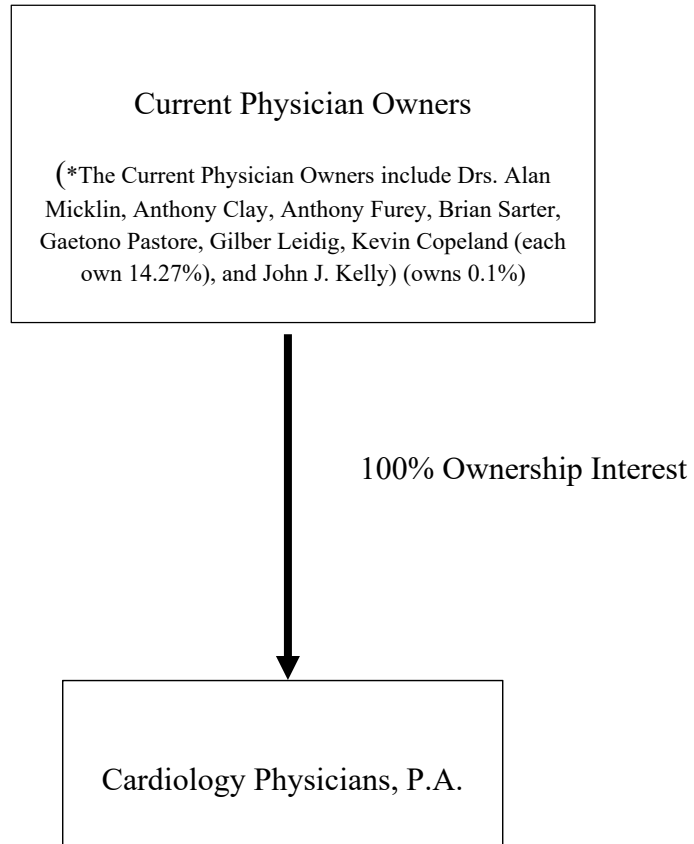 Current Physician Owners
(*The Current Physician Owners include Drs. Alan
Micklin, Anthony Clay, Anthony Furey, Brian Sarter,
Gaetono Pastore, Gilber Leidig, Kevin Copeland (each
own 14.27%), and John J. Kelly) (owns 0.1%)
100% Ownership Interest
Cardiology Physicians, P.A.